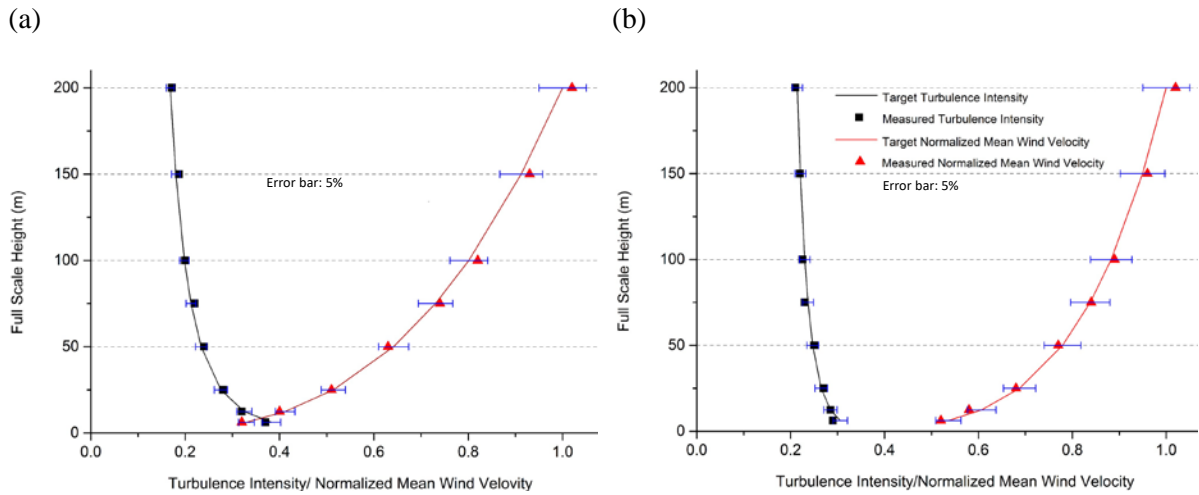 (a)
(b)
200
150
100
50
0
Full Scale Height (m)
Error bar: 5%
0.0 0.2 0.4 0.6 0.8 1.0
Turbulence Intensity/ Normalized Mean Wind Velovity
200
150
100
50
0
Full Scale Height (m)
Target Turbulence Intensity
Measured Turbulence Intensity
Target Normalized Mean Wind Velocity
Measured Normalized Mean Wind Velocity
Error bar: 5%
0.0 0.2 0.4 0.6 0.8 1.0
Turbulence Intensity/Normalized Mean Wind Velocity